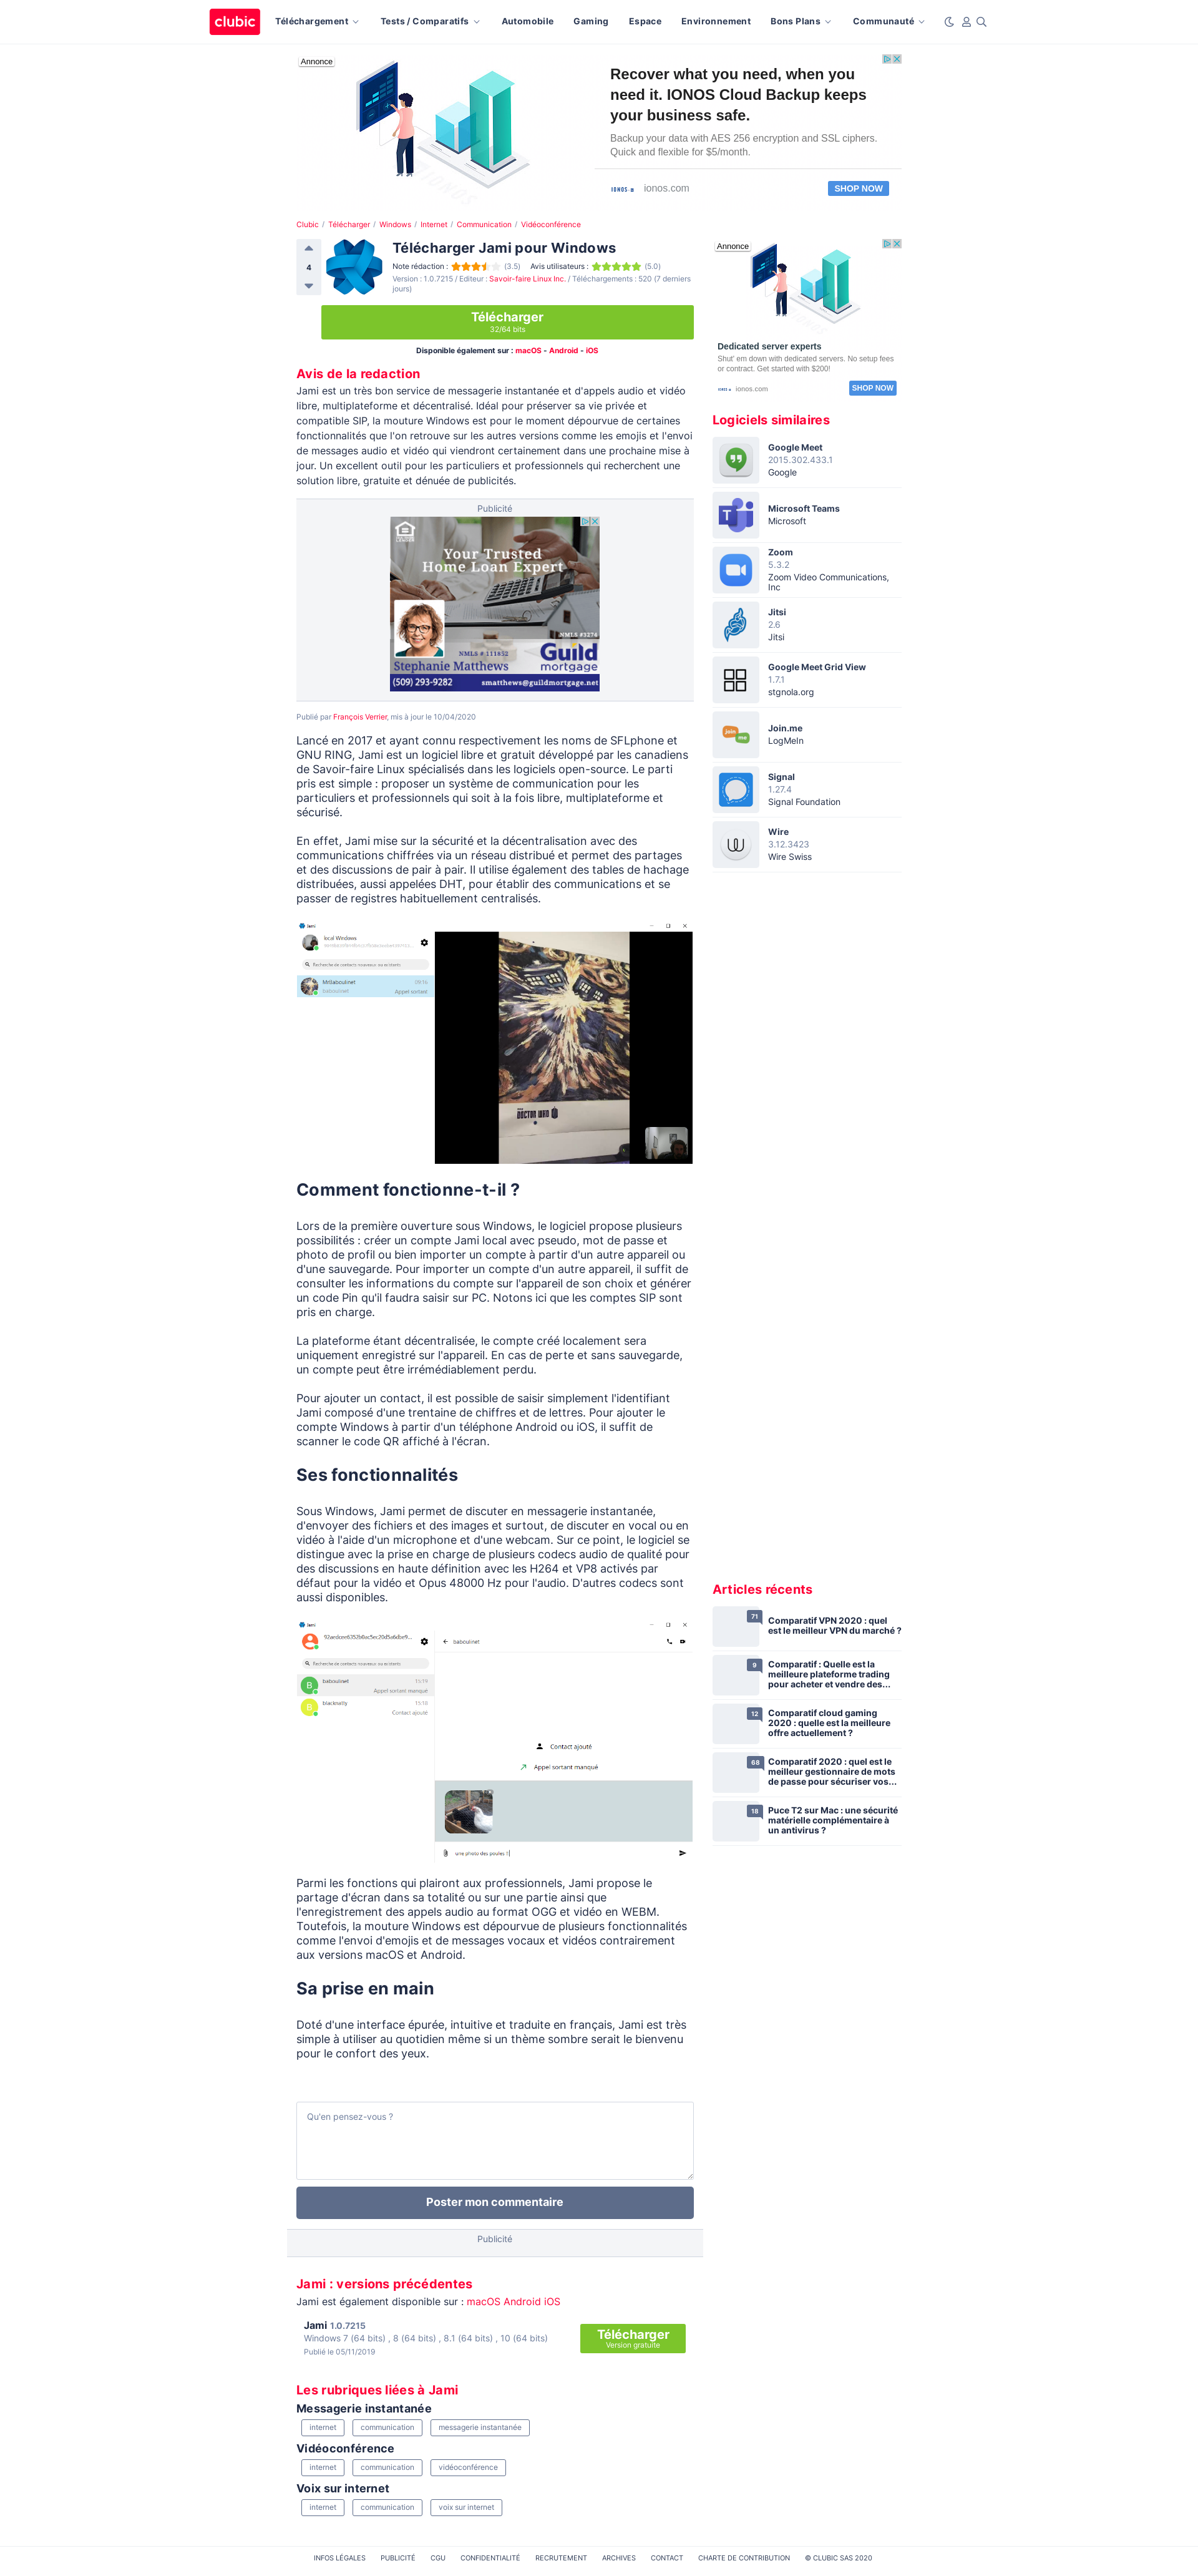 clubic
Téléchargement
Tests / Comparatifs
Automobile
Gaming
Espace
Environnement
Bons Plans
Communauté
Annonce
Recover what you need, when you
need it. IONOS Cloud Backup keeps
your business safe.
Backup your data with AES 256 encryption and SSL ciphers.
Quick and flexible for $5/month.
IONOS
ionos.com
SHOP NOW
Clubic / Télécharger / Windows / Internet / Communication / Vidéoconférence
4
Télécharger Jami pour Windows
Note rédaction : (3.5) Avis utilisateurs : (5.0)
Version : 1.0.7215 / Editeur : Savoir-faire Linux Inc. / Téléchargements : 520 (7 derniers
jours)
Télécharger
32/64 bits
Disponible également sur : macOS - Android - iOS
Avis de la redaction
Jami est un très bon service de messagerie instantanée et d'appels audio et vidéo
libre, multiplateforme et décentralisé. Idéal pour préserver sa vie privée et
compatible SIP, la mouture Windows est pour le moment dépourvue de certaines
fonctionnalités que l'on retrouve sur les autres versions comme les emojis et l'envoi
de messages audio et vidéo qui viendront certainement dans une prochaine mise à
jour. Un excellent outil pour les particuliers et professionnels qui recherchent une
solution libre, gratuite et dénuée de publicités.
Publicité
Your Trusted
Home Loan Expert
NMLS #3274
NMLS # 111852
Stephanie Matthews
Guild
mortgage
(509) 293-9282
smatthews@guildmortgage.net
Publié par François Verrier, mis à jour le 10/04/2020
Lancé en 2017 et ayant connu respectivement les noms de SFLphone et
GNU RING, Jami est un logiciel libre et gratuit développé par les canadiens
de Savoir-faire Linux spécialisés dans les logiciels open-source. Le parti
pris est simple : proposer un système de communication pour les
particuliers et professionnels qui soit à la fois libre, multiplateforme et
sécurisé.
En effet, Jami mise sur la sécurité et la décentralisation avec des
communications chiffrées via un réseau distribué et permet des partages
et des discussions de pair à pair. Il utilise également des tables de hachage
distribuées, aussi appelées DHT, pour établir des communications et se
passer de registres habituellement centralisés.
Jami
local Windows
Recherche de contacts nouveaux ou existants
Mrllaboulinet
baboulinet
09:16
Appel sortant
DOCTOR WHO
Comment fonctionne-t-il ?
Lors de la première ouverture sous Windows, le logiciel propose plusieurs
possibilités : créer un compte Jami local avec pseudo, mot de passe et
photo de profil ou bien importer un compte à partir d'un autre appareil ou
d'une sauvegarde. Pour importer un compte d'un autre appareil, il suffit de
consulter les informations du compte sur l'appareil de son choix et générer
un code Pin qu'il faudra saisir sur PC. Notons ici que les comptes SIP sont
pris en charge.
La plateforme étant décentralisée, le compte créé localement sera
uniquement enregistré sur l'appareil. En cas de perte et sans sauvegarde,
un compte peut être irrémédiablement perdu.
Pour ajouter un contact, il est possible de saisir simplement l'identifiant
Jami composé d'une trentaine de chiffres et de lettres. Pour ajouter le
compte Windows à partir d'un téléphone Android ou iOS, il suffit de
scanner le code QR affiché à l'écran.
Ses fonctionnalités
Sous Windows, Jami permet de discuter en messagerie instantanée,
d'envoyer des fichiers et des images et surtout, de discuter en vocal ou en
vidéo à l'aide d'un microphone et d'une webcam. Sur ce point, le logiciel se
distingue avec la prise en charge de plusieurs codecs audio de qualité pour
des discussions en haute définition avec les H264 et VP8 activés par
défaut pour la vidéo et Opus 48000 Hz pour l'audio. D'autres codecs sont
aussi disponibles.
Jami
baboulinet
Recherche de contacts nouveaux ou existants
B
baboulinet
15:19
Appel sortant manqué
B
blacknelly
15:18
Contact ajouté
Contact ajouté
Appel sortant manqué
une photo des poules !
Parmi les fonctions qui plairont aux professionnels, Jami propose le
partage d'écran dans sa totalité ou sur une partie ainsi que
l'enregistrement des appels audio au format OGG et vidéo en WEBM.
Toutefois, la mouture Windows est dépourvue de plusieurs fonctionnalités
comme l'envoi d'emojis et de messages vocaux et vidéos contrairement
aux versions macOS et Android.
Sa prise en main
Doté d'une interface épurée, intuitive et traduite en français, Jami est très
simple à utiliser au quotidien même si un thème sombre serait le bienvenu
pour le confort des yeux.
Qu'en pensez-vous ?
Poster mon commentaire
Publicité
Jami : versions précédentes
Jami est également disponible sur : macOS Android iOS
Jami 1.0.7215
Windows 7 (64 bits) , 8 (64 bits) , 8.1 (64 bits) , 10 (64 bits)
Publié le 05/11/2019
Télécharger
Version gratuite
Les rubriques liées à Jami
Messagerie instantanée
internet
communication
messagerie instantanée
Vidéoconférence
internet
communication
vidéoconférence
Voix sur internet
internet
communication
voix sur internet
Annonce
Dedicated server experts
Shut' em down with dedicated servers. No setup fees
or contract. Get started with $200!
ionos.com
SHOP NOW
Logiciels similaires
Google Meet
2015.302.433.1
Google
Microsoft Teams
Microsoft
Zoom
5.3.2
Zoom Video Communications,
Inc
Jitsi
2.6
Jitsi
Google Meet Grid View
1.7.1
stgnola.org
join me
Join.me
LogMeIn
Signal
1.27.4
Signal Foundation
Wire
3.12.3423
Wire Swiss
Articles récents
71
Comparatif VPN 2020 : quel
est le meilleur VPN du marché ?
9
Comparatif : Quelle est la
meilleure plateforme trading
pour acheter et vendre des...
12
Comparatif cloud gaming
2020 : quelle est la meilleure
offre actuellement ?
68
Comparatif 2020 : quel est le
meilleur gestionnaire de mots
de passe pour sécuriser vos...
18
Puce T2 sur Mac : une sécurité
matérielle complémentaire à
un antivirus ?
INFOS LÉGALES
PUBLICITÉ
CGU
CONFIDENTIALITÉ
RECRUTEMENT
ARCHIVES
CONTACT
CHARTE DE CONTRIBUTION
© CLUBIC SAS 2020